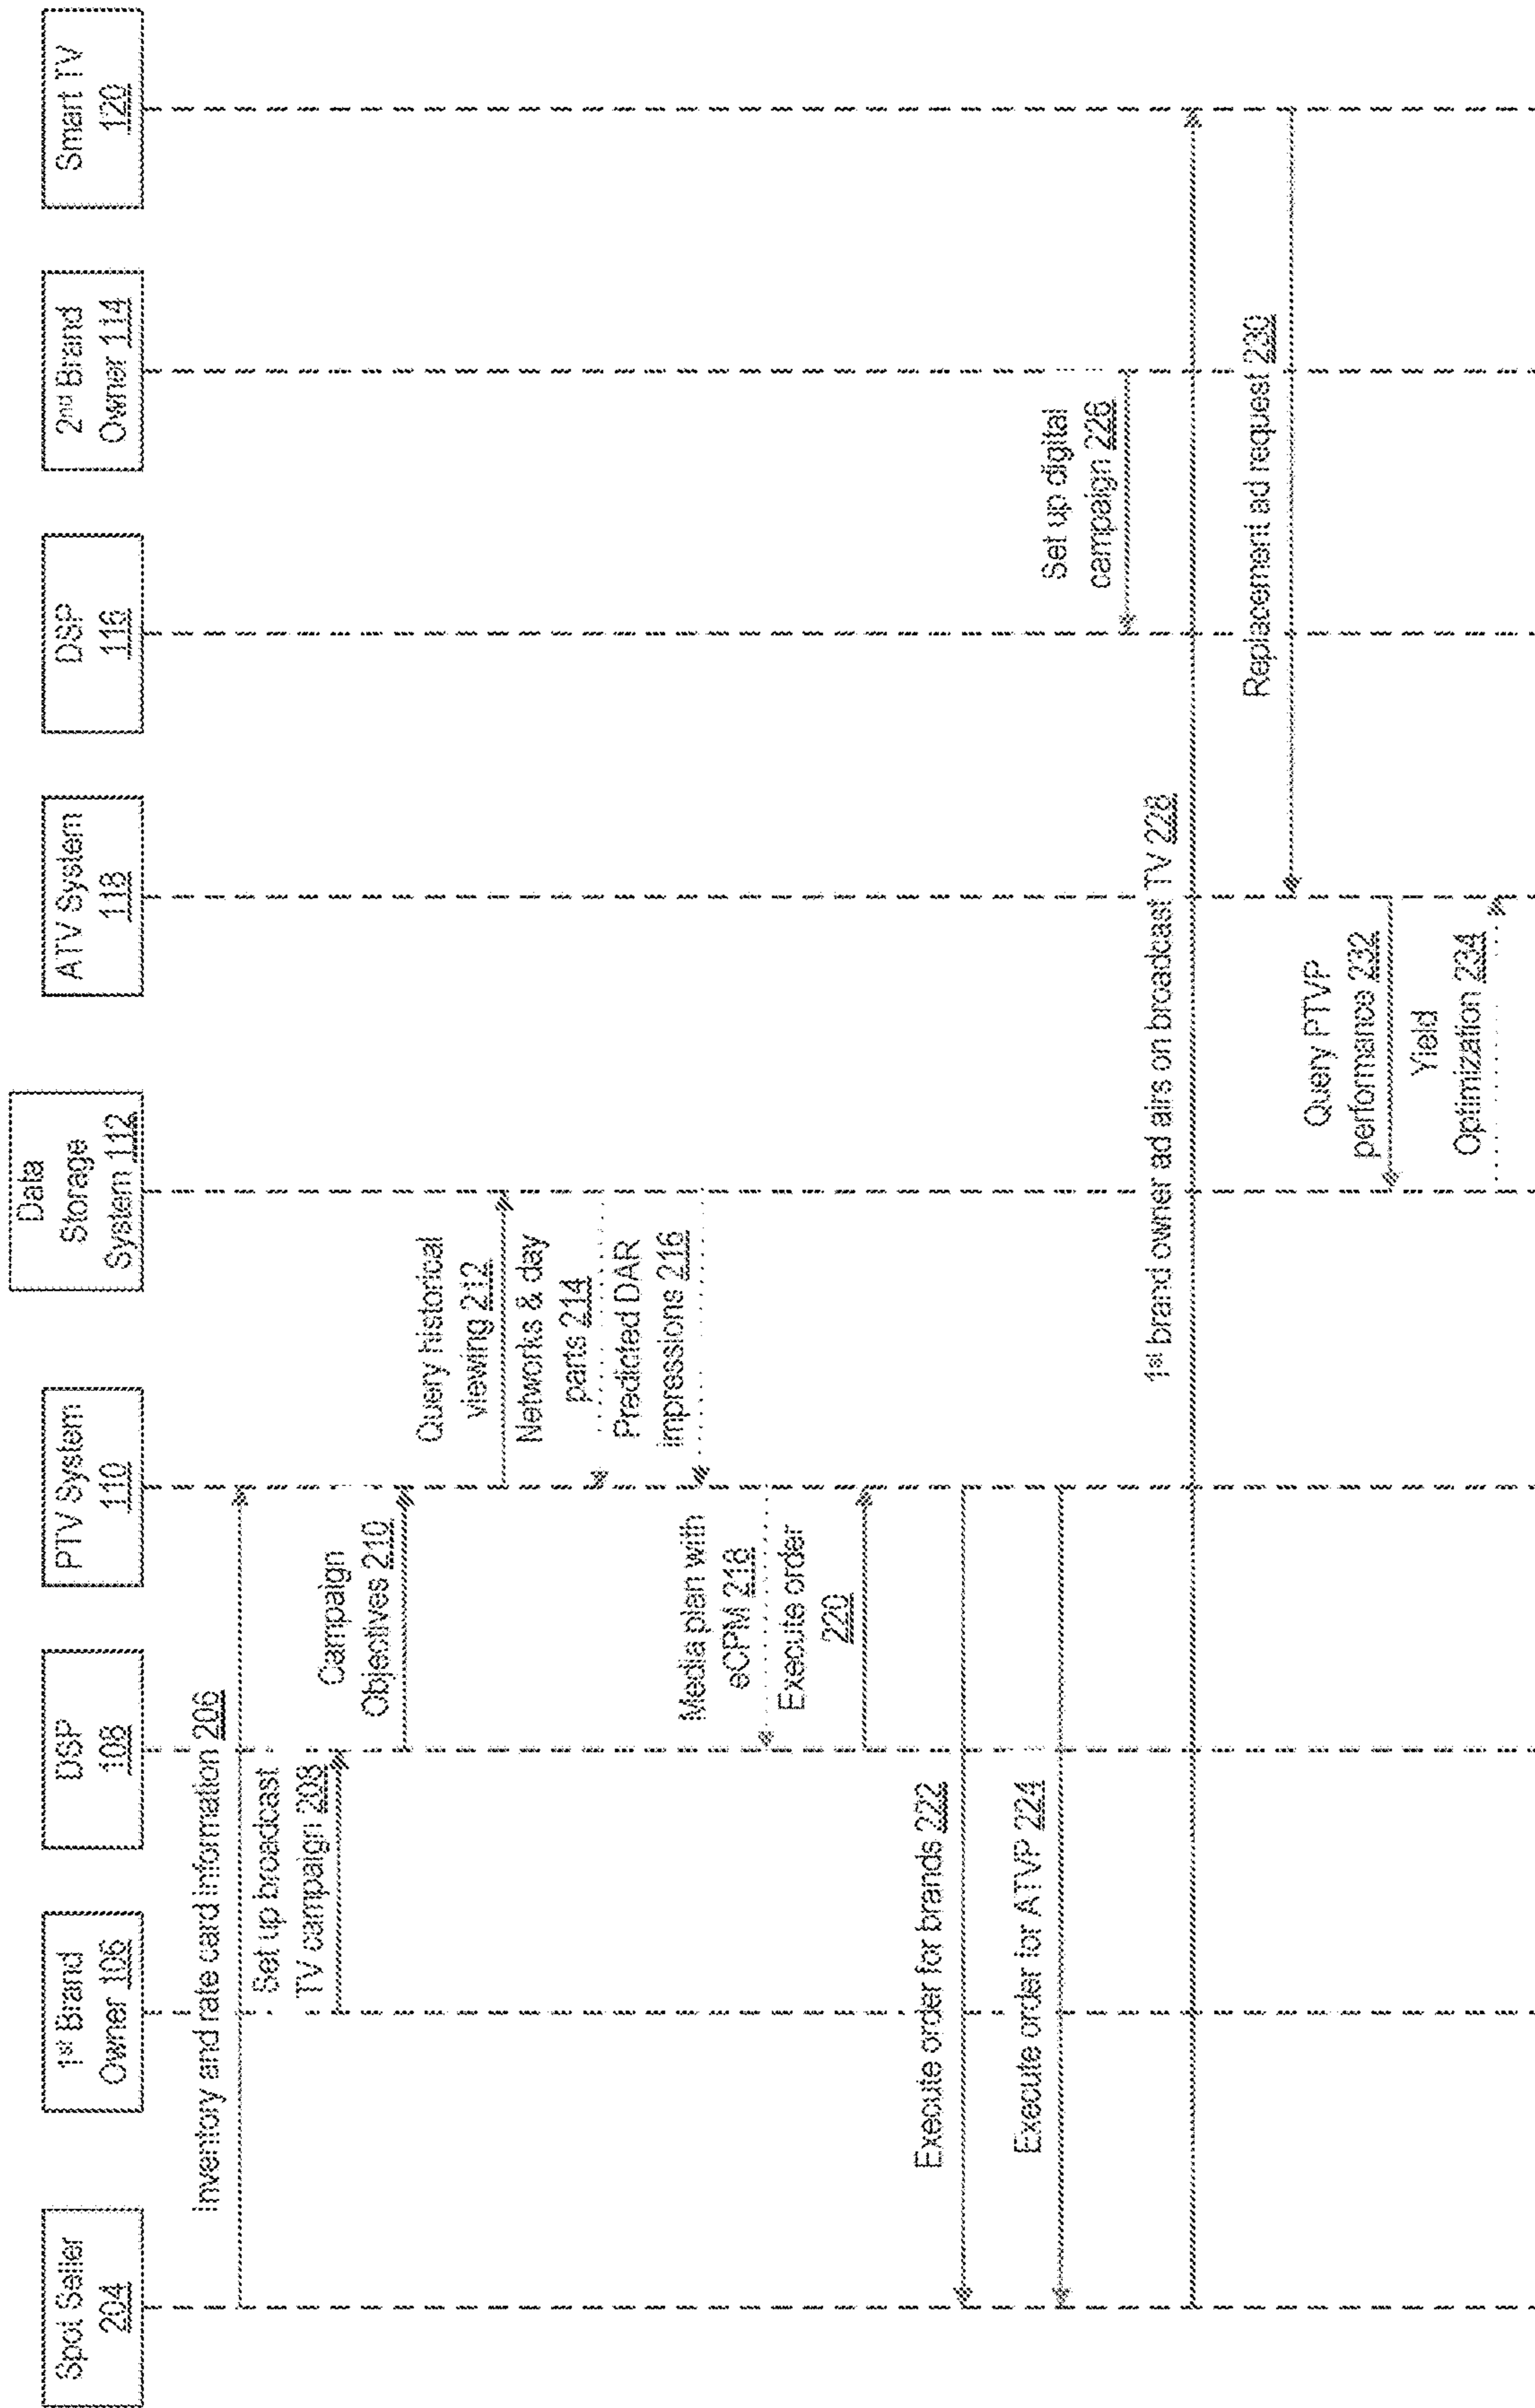 Spot Seller
204
1st Brand
Owner 106
DSP
108
PTV System
110
Data
Storage
System 112
ATV System
118
DSP
116
2nd Brand
Owner 114
Smart TV
120
Inventory and rate card information 206
Set up broadcast
TV campaign 208
Campaign
Objectives 210
Query historical
viewing 212
Networks & day
parts 214
Predicted DAR
impressions 216
Media plan with
eCPM 218
Execute order
220
Execute order for brands 222
Execute order for ATVP 224
Set up digital
campaign 226
1st brand owner ad airs on broadcast TV 228
Replacement ad request 230
Query PTVP
performance 232
Yield
Optimization 234